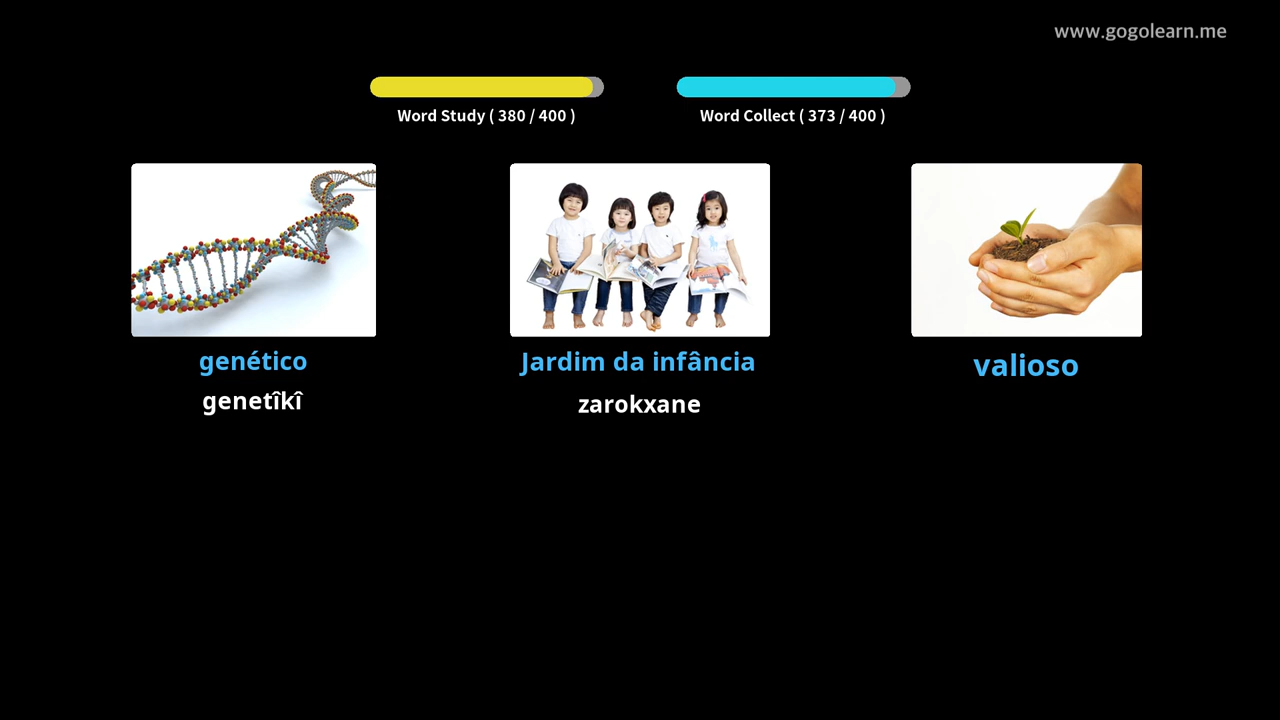 www.gogolearn.me
Word Study ( 380 / 400 )
Word Collect ( 373 / 400 )
genético
Jardim da infância
valioso
genetîkî
zarokxane